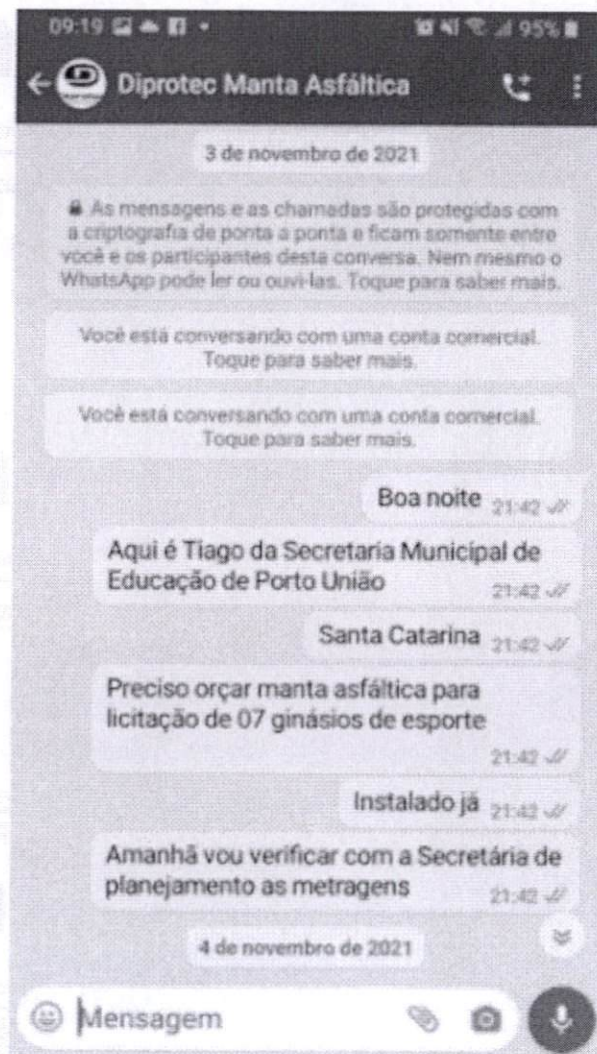 09:19
95%
Diprotec Manta Asfáltica
3 de novembro de 2021
As mensagens e as chamadas são protegidas com
a criptografia de ponta a ponta e ficam somente entre
você e os participantes desta conversa. Nem mesmo o
WhatsApp pode ler ou ouvi-las. Toque para saber mais.
Você está conversando com uma conta comercial.
Toque para saber mais.
Você está conversando com uma conta comercial.
Toque para saber mais.
Boa noite 21:42
Aqui é Tiago da Secretaria Municipal de
Educação de Porto União 21:42
Santa Catarina 21:42
Preciso orçar manta asfáltica para
licitação de 07 ginásios de esporte
21:42
Instalado já 21:42
Amanhã vou verificar com a Secretária de
planejamento as metragens 21:42
4 de novembro de 2021
Mensagem